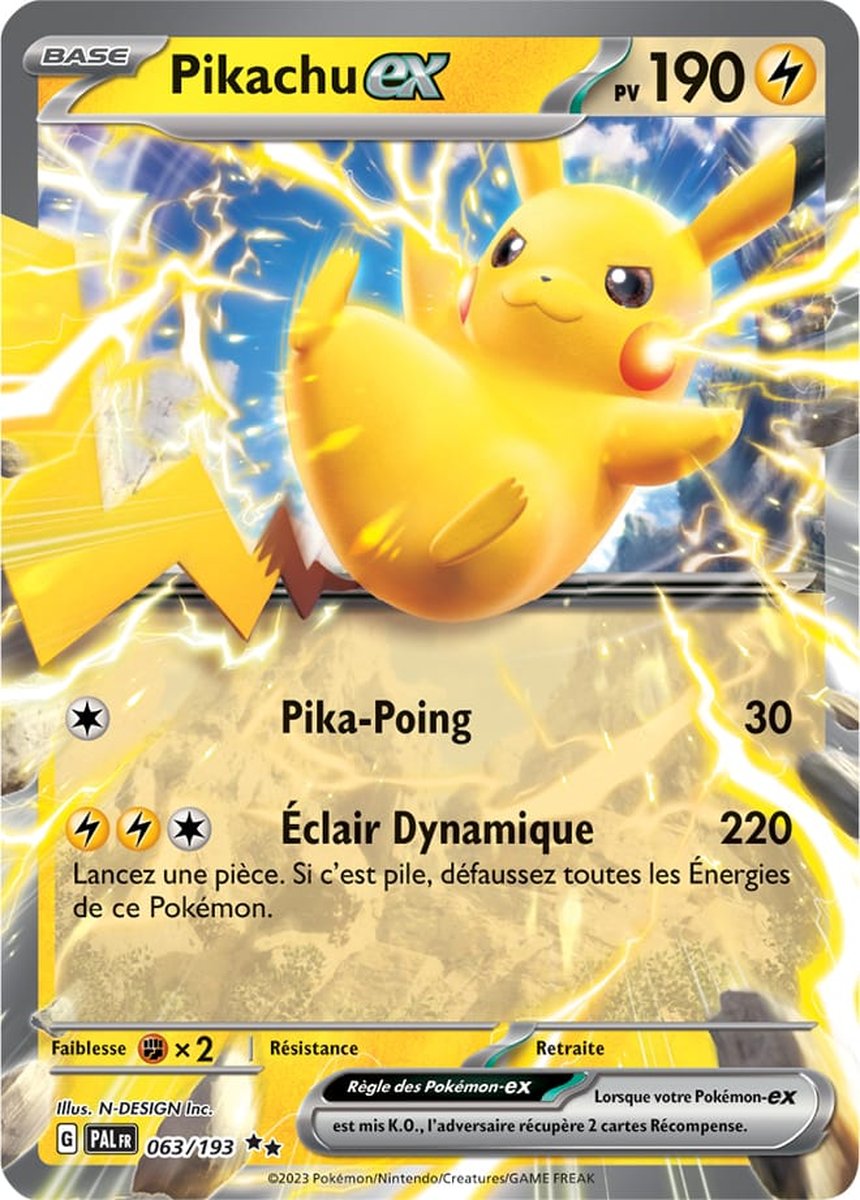 BASE
Pikachu ex
PV 190
Pika-Poing 30
Éclair Dynamique 220
Lancez une pièce. Si c'est pile, défaussez toutes les Énergies
de ce Pokémon.
Faiblesse ×2 Résistance Retraite
Règle des Pokémon-ex Lorsque votre Pokémon-ex
est mis K.O., l'adversaire récupère 2 cartes Récompense.
Illus. N-DESIGN Inc.
G PAL FR 063/193
©2023 Pokémon/Nintendo/Creatures/GAME FREAK